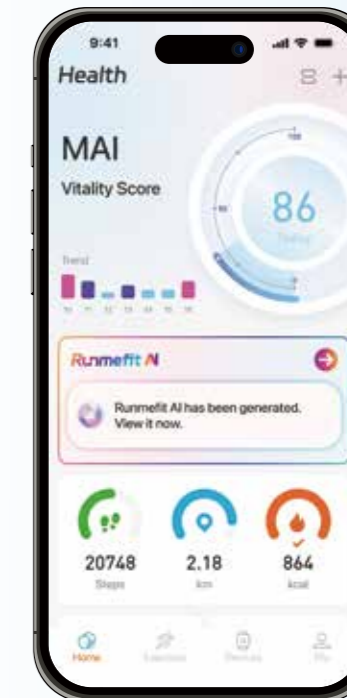 9:41
Health
MAI
Vitality Score
86
Today
Trend
Runmefit AI
Runmefit AI has been generated.
View it now.
20748
2.18
864
Steps
km
kcal
Home